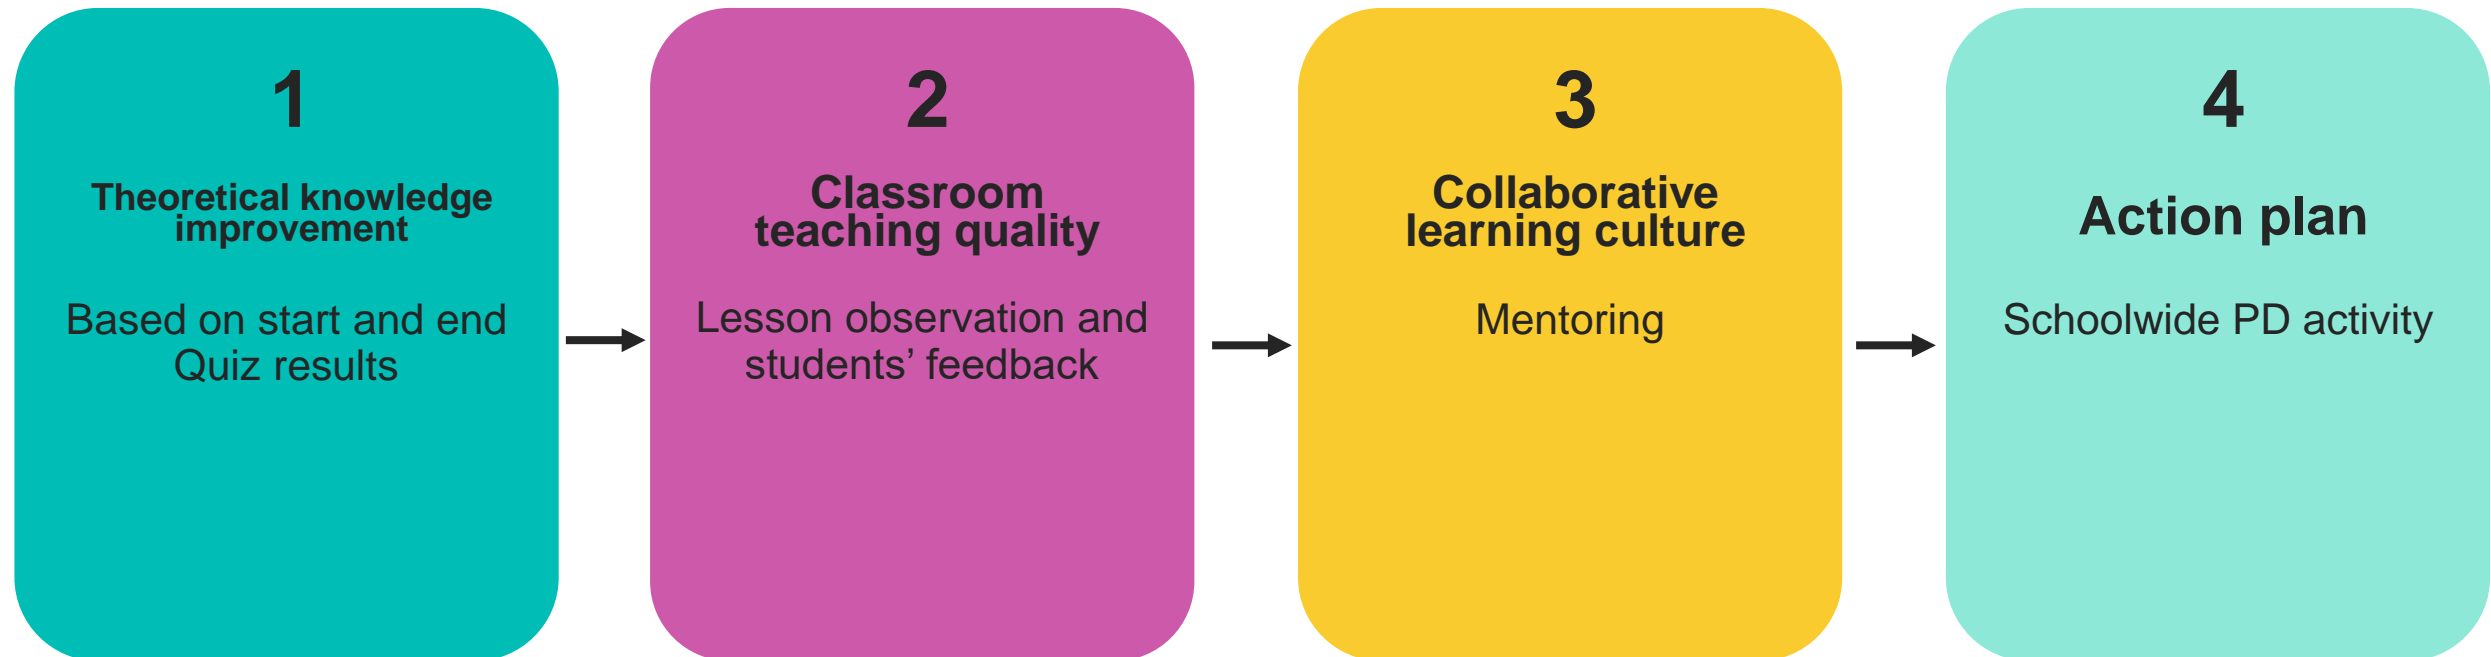 1
Theoretical knowledge
improvement
Based on start and end
Quiz results
2
Classroom
teaching quality
Lesson observation and
students’ feedback
3
Collaborative
learning culture
Mentoring
4
Action plan
Schoolwide PD activity